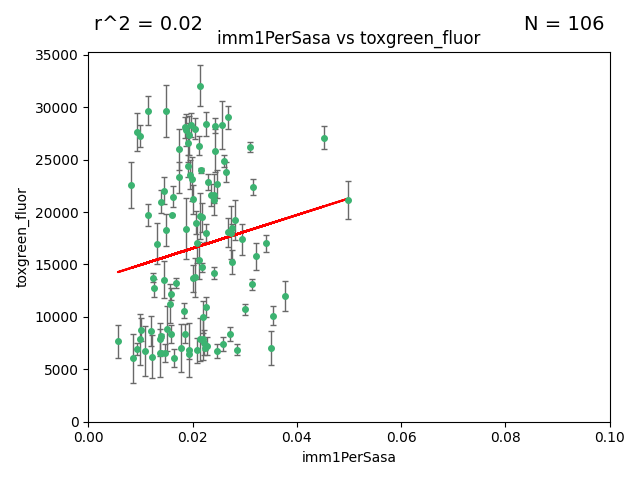 r^2 = 0.02
N = 106
imm1PerSasa vs toxgreen_fluor
35000
30000
25000
20000
15000
10000
5000
0
toxgreen_fluor
0.00
0.02
0.04
0.06
0.08
0.10
imm1PerSasa